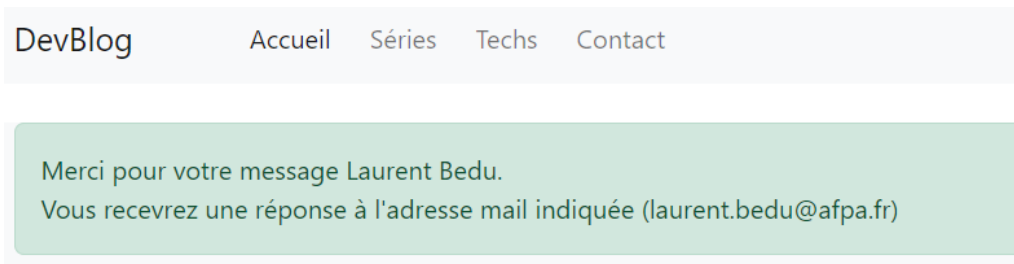 DevBlog Accueil Séries Techs Contact
Merci pour votre message Laurent Bedu.
Vous recevrez une réponse à l'adresse mail indiquée (laurent.bedu@afpa.fr)